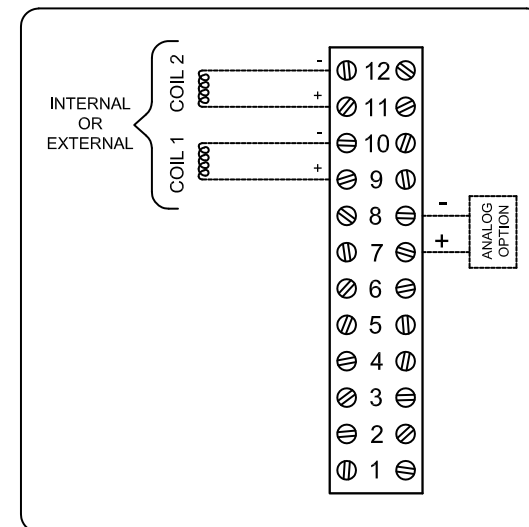 COIL 2
- 12
+ 11
INTERNAL
OR
EXTERNAL
COIL 1
- 10
+ 9
8 -
7 +
ANALOG
OPTION
6
5
4
3
2
1